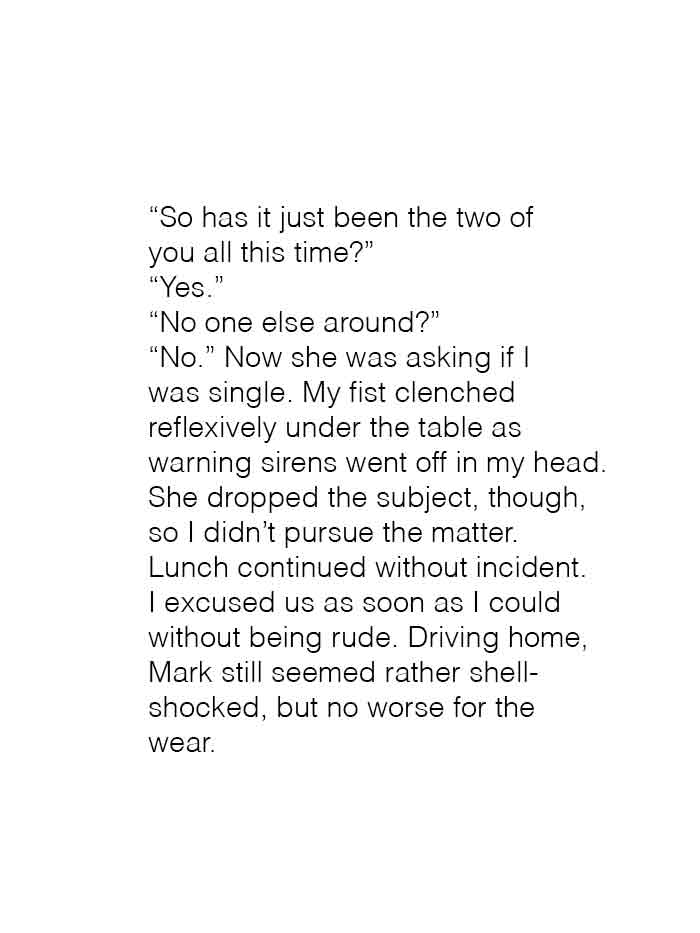 “So has it just been the two of
you all this time?”
“Yes.”
“No one else around?”
“No.” Now she was asking if I
was single. My fist clenched
reflexively under the table as
warning sirens went off in my head.
She dropped the subject, though,
so I didn’t pursue the matter.
Lunch continued without incident.
I excused us as soon as I could
without being rude. Driving home,
Mark still seemed rather shell-
shocked, but no worse for the
wear.